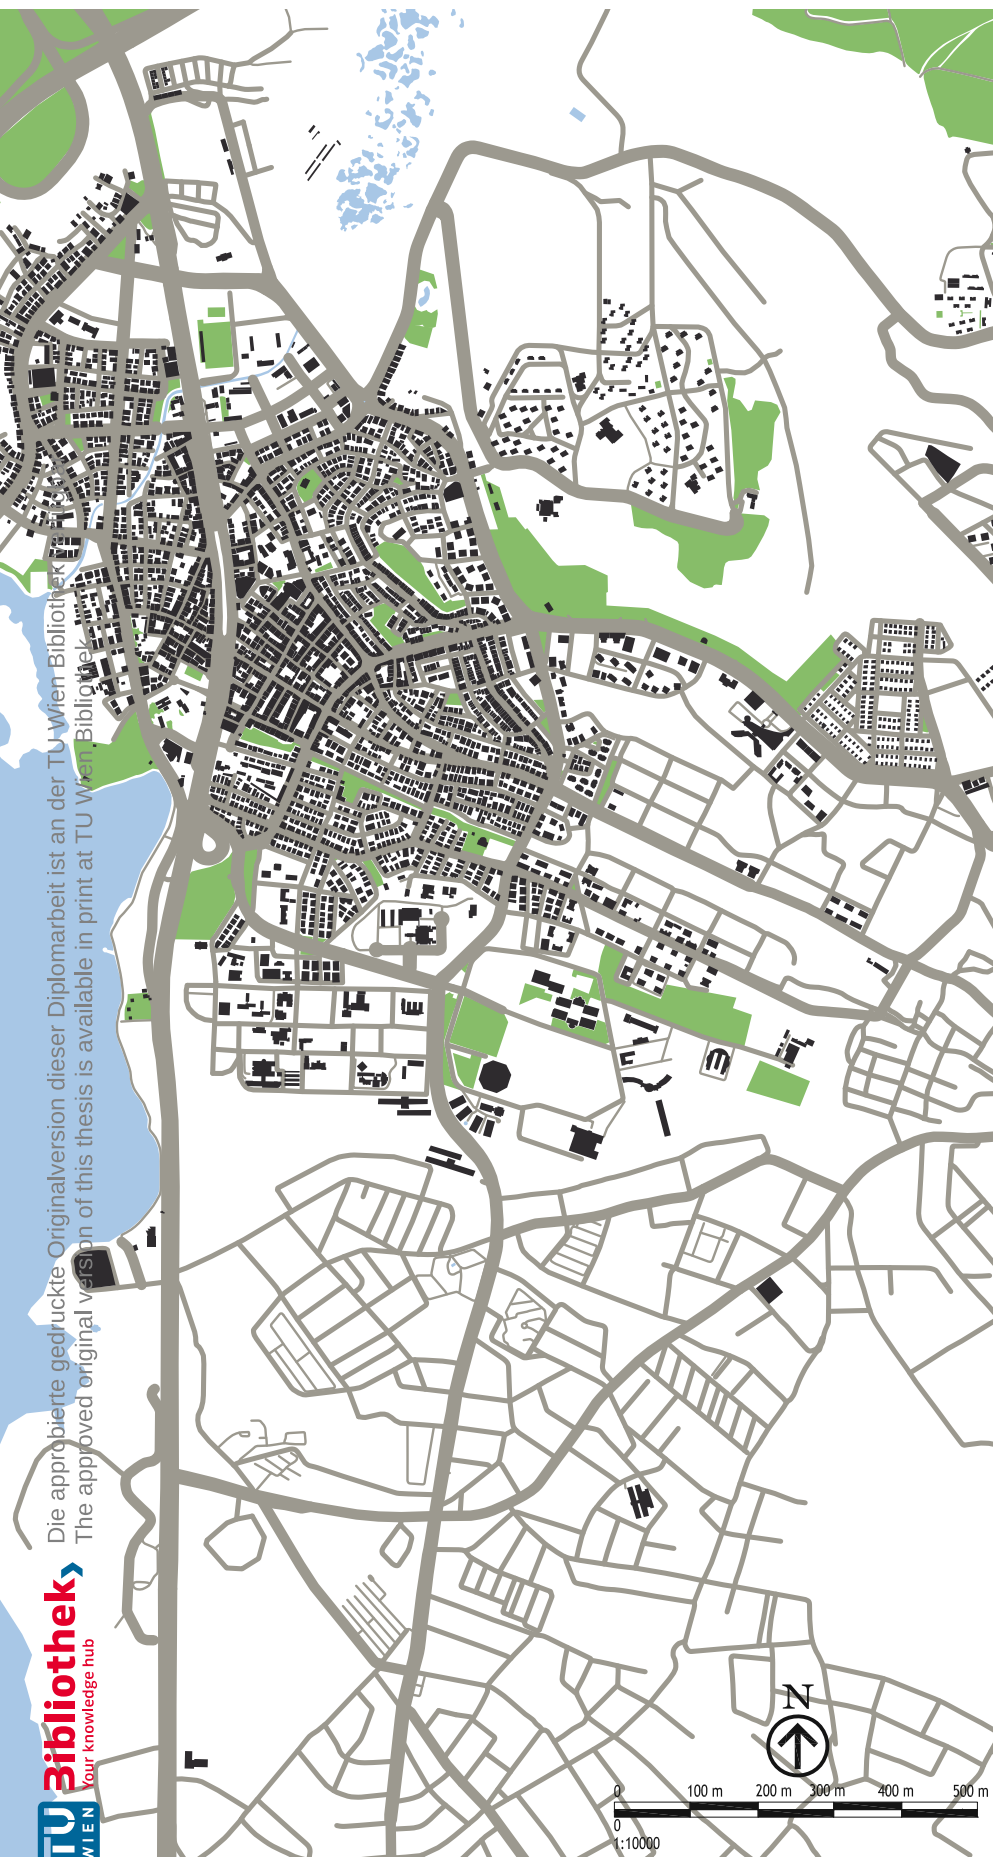 Die approbierte gedruckte Originalversion dieser Diplomarbeit ist an der TU Wien Bibliothek
The approved original version of this thesis is available in print at TU Wien Bibliothek.
TU
WIEN
Bibliothek
Your knowledge hub
N
0 100 m 200 m 300 m 400 m 500 m
0
1:10000